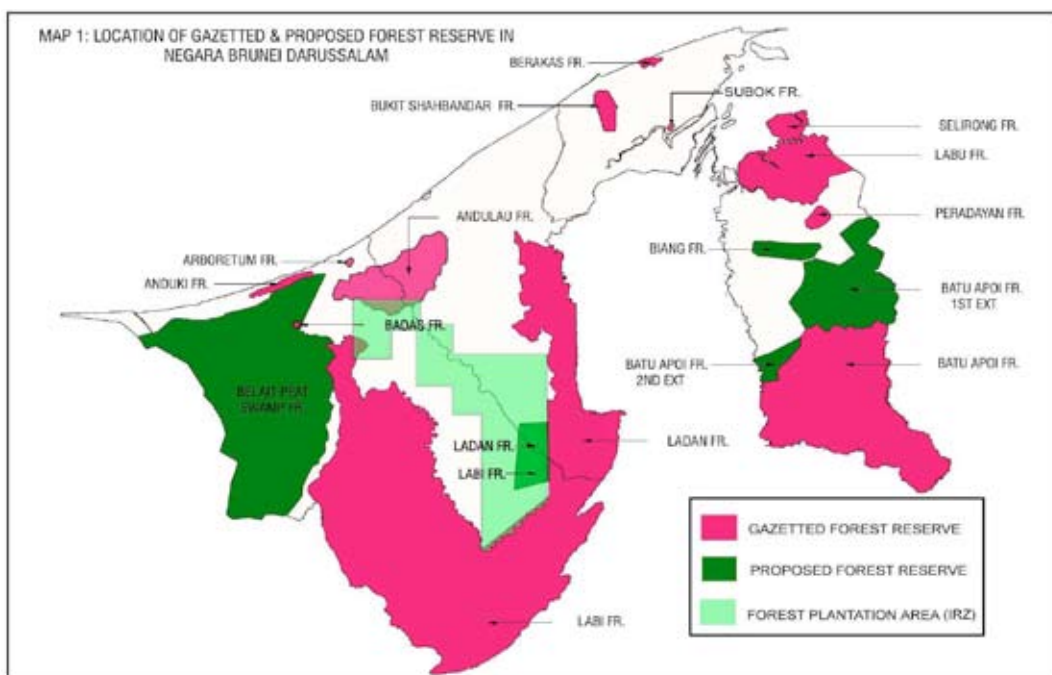 MAP 1: LOCATION OF GAZETTED & PROPOSED FOREST RESERVE IN
NEGARA BRUNEI DARUSSALAM
BERAKAS FR.
SUBOK FR.
BUKIT SHAHBANDAR FR.
SELIRONG FR.
LABU FR.
ANDULAU FR.
PERADAYAN FR.
BIANG FR.
ARBORETUM FR.
ANDUKI FR.
BATU APOI FR.
1ST EXT
BADAS FR.
BATU APOI FR.
2ND EXT
BATU APOI FR.
BELAIT PEAT
SWAMP FR.
LADAN FR.
LADAN FR.
LABI FR.
GAZETTED FOREST RESERVE
PROPOSED FOREST RESERVE
FOREST PLANTATION AREA (IRZ)
LABI FR.